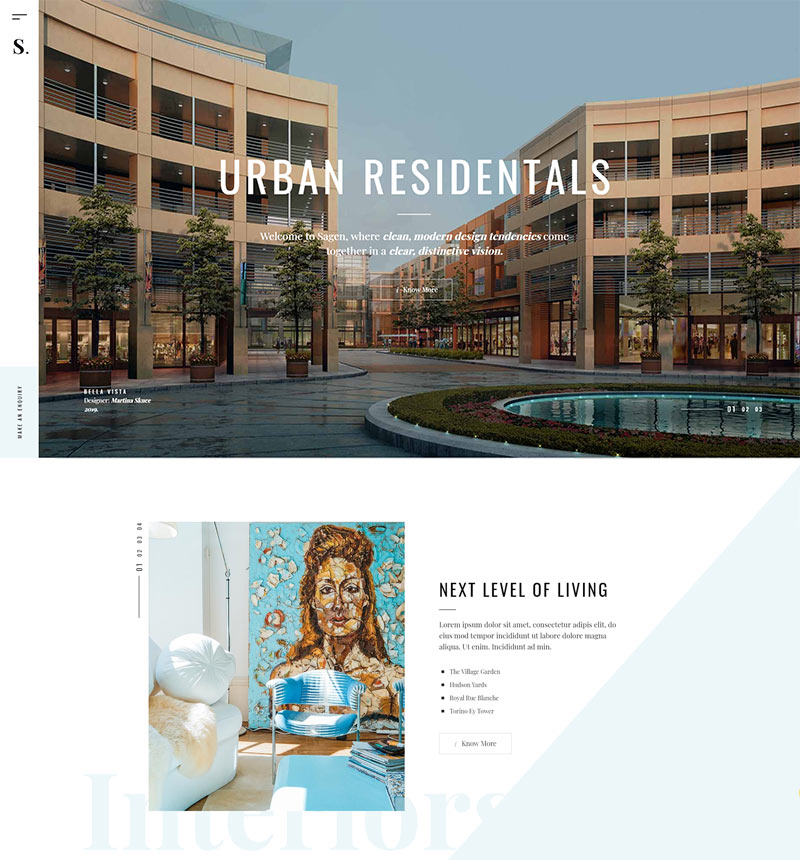 S.
URBAN RESIDENTALS
Welcome to Sagen, where clean, modern design tendencies come
together in a clear, distinctive vision.
i Know More
MAKE AN ENQUIRY
BELLA VISTA
Designer: Martina Skuce
2019.
01 02 03
01 02 03 04
NEXT LEVEL OF LIVING
Lorem ipsum dolor sit amet, consectetur adipis elit, do
eius mod tempor incididunt ut labore dolore magna
aliqua. Ut enim. Incididunt ad min.
The Village Garden
Hudson Yards
Royal Rue Blanche
Torino Ey Tower
i Know More
Interiors